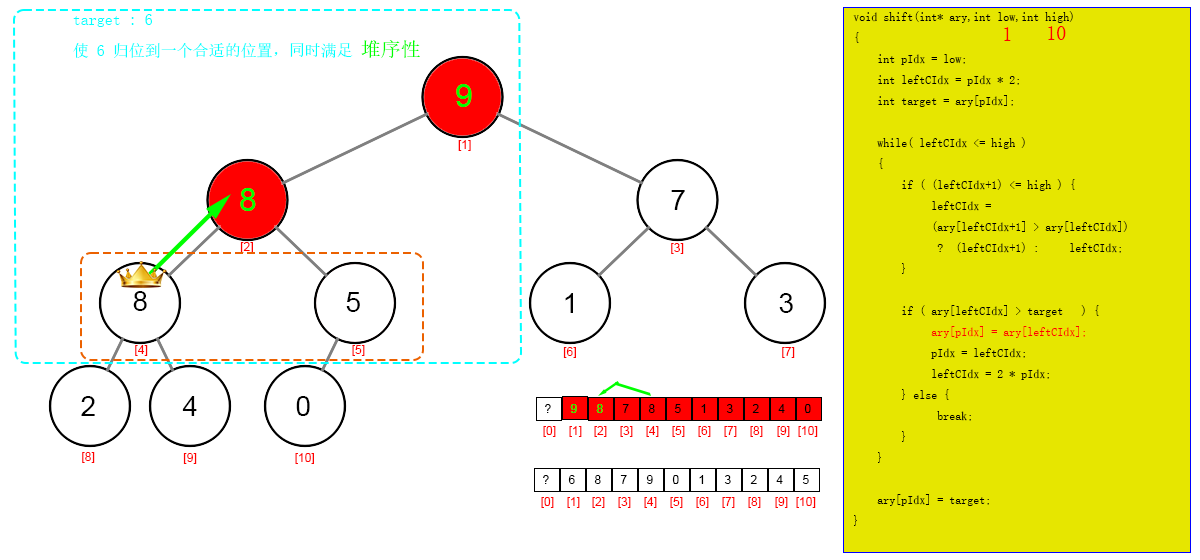 target : 6
使 6 归位到一个合适的位置，同时满足 堆序性
9
[1]
8
[2]
7
[3]
8
[4]
5
[5]
1
[6]
3
[7]
2
[8]
4
[9]
0
[10]
? 9 8 7 8 5 1 3 2 4 0
[0] [1] [2] [3] [4] [5] [6] [7] [8] [9] [10]
? 6 8 7 9 0 1 3 2 4 5
[0] [1] [2] [3] [4] [5] [6] [7] [8] [9] [10]
void shift(int* ary,int low,int high)
{
1 10
int pIdx = low;
int leftCIdx = pIdx * 2;
int target = ary[pIdx];
while( leftCIdx <= high )
{
if ( (leftCIdx+1) <= high ) {
leftCIdx =
(ary[leftCIdx+1] > ary[leftCIdx])
? (leftCIdx+1) : leftCIdx;
}
if ( ary[leftCIdx] > target ) {
ary[pIdx] = ary[leftCIdx];
pIdx = leftCIdx;
leftCIdx = 2 * pIdx;
} else {
break;
}
}
ary[pIdx] = target;
}